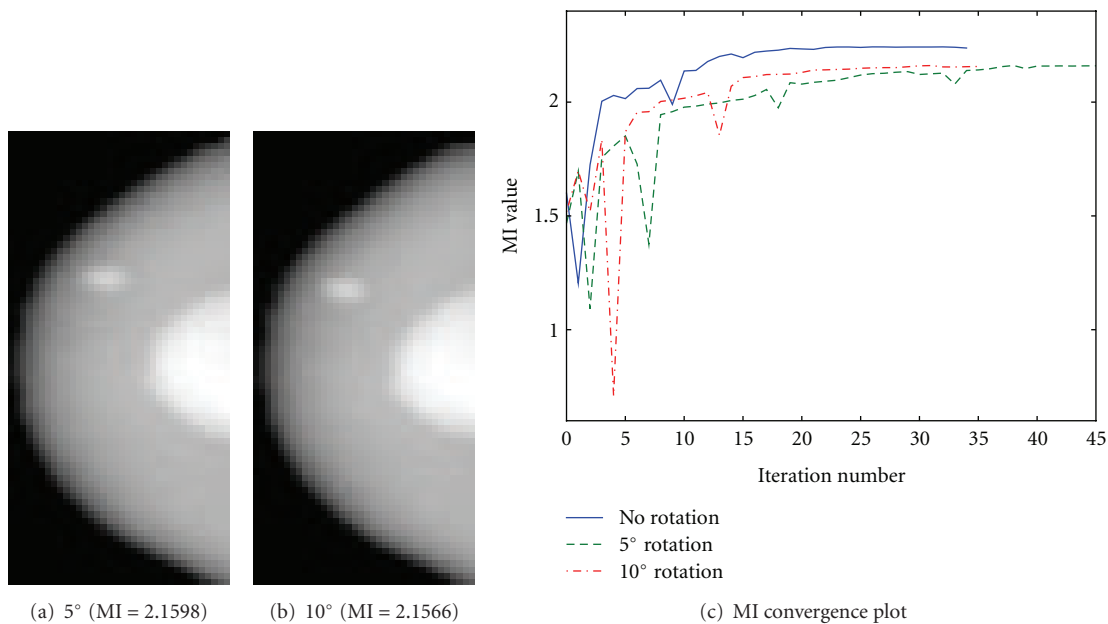 2
1.5
1
MI value
0 5 10 15 20 25 30 35 40 45
Iteration number
No rotation
5° rotation
10° rotation
(a) 5° (MI = 2.1598)
(b) 10° (MI = 2.1566)
(c) MI convergence plot